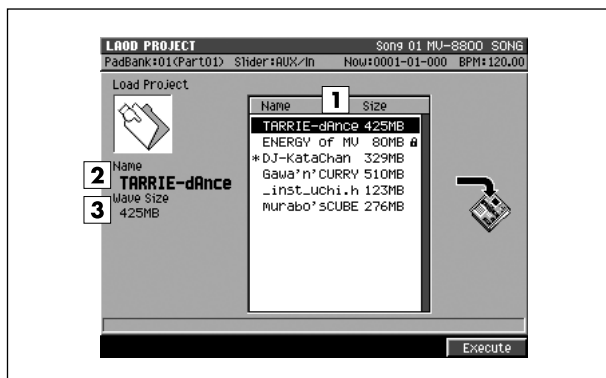 LAOD PROJECT Song 01 MV-8800 SONG
PadBank:01(Part01) Slider:AUX/In Now:0001-01-000 BPM:120.00
Load Project
1
Name Size
TARRIE-dAnce 425MB
ENERGY Of MV 80MB
*DJ-KataChan 329MB
Gawa'n'CURRY 510MB
_inst_uchi.h 123MB
murabo'sCUBE 276MB
2
Name
TARRIE-dAnce
3
Wave Size
425MB
Execute